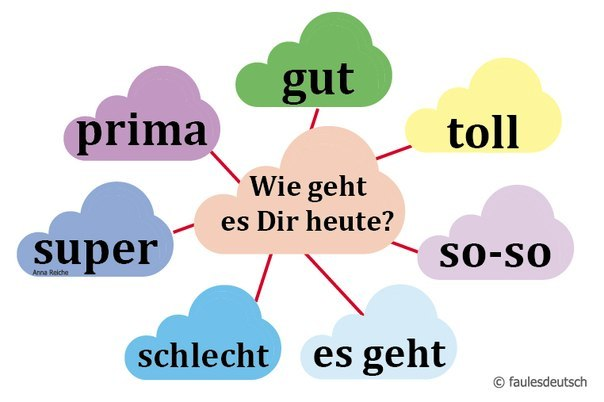 gut
prima
toll
Wie geht
es Dir heute?
super
Anna Reiche
so-so
schlecht
es geht
© faulesdeutsch